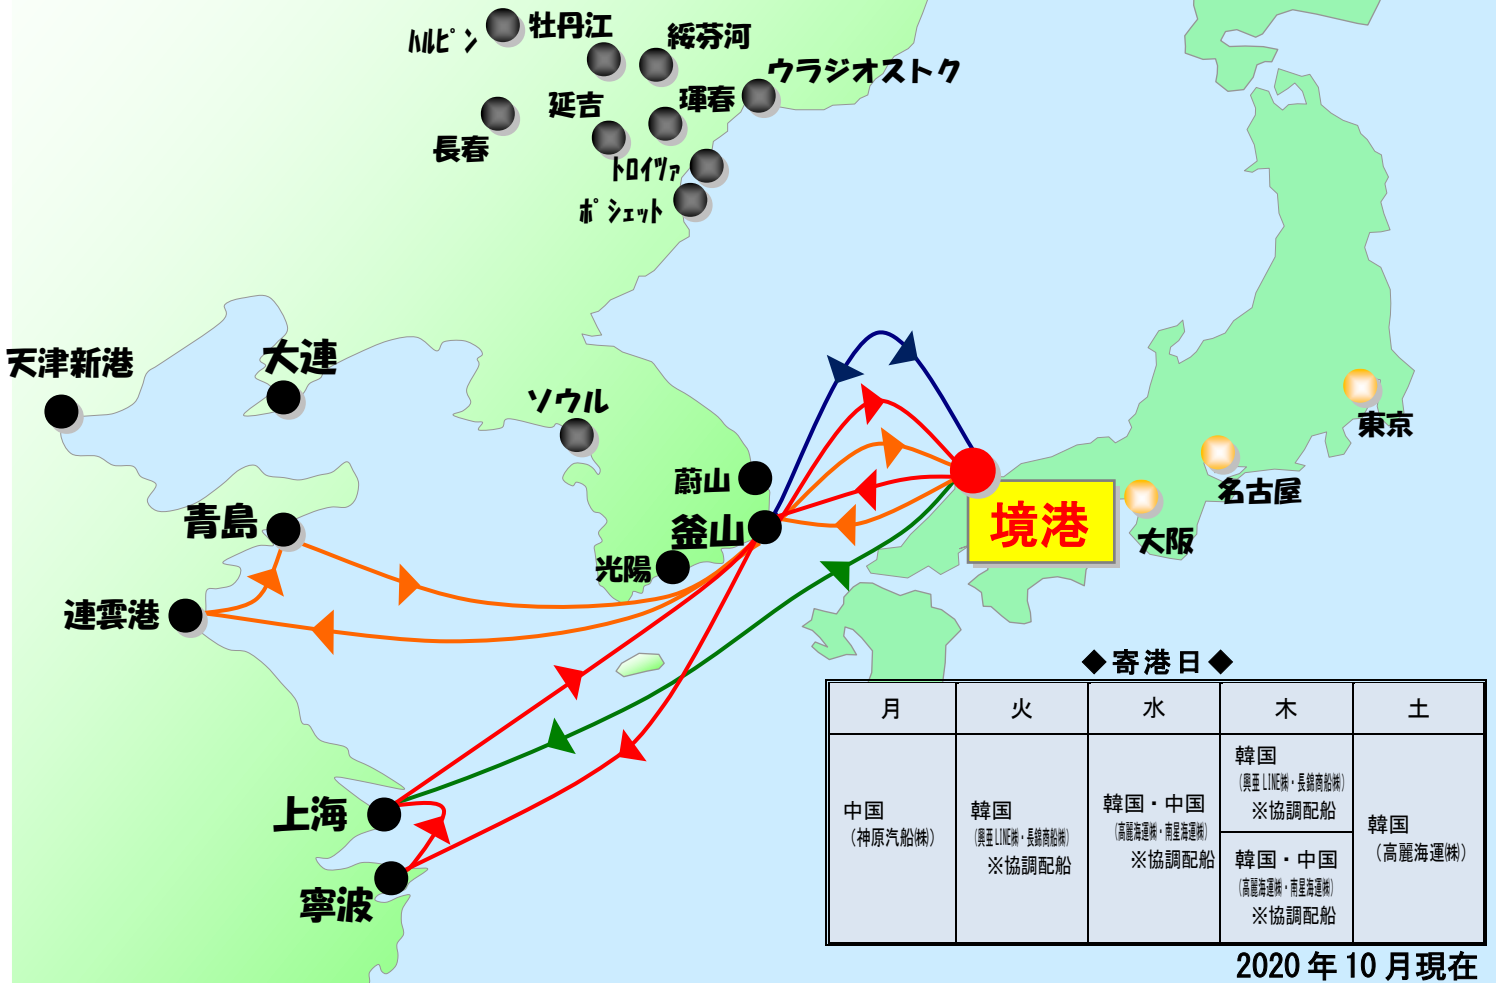 ハルピン
牡丹江
綏芬河
ウラジオストク
延吉
琿春
長春
トロイツァ
ポシェット
天津新港
大連
ソウル
東京
蔚山
名古屋
青島
釜山
境港
大阪
光陽
連雲港
上海
寧波
◆寄港日◆
月 火 水 木 土
中国
（神原汽船㈱）
韓国
（興亜LINE㈱・長錦商船㈱）
※協調配船
韓国・中国
（高麗海運㈱・南星海運㈱）
※協調配船
韓国
（興亜LINE㈱・長錦商船㈱）
※協調配船
韓国・中国
（高麗海運㈱・南星海運㈱）
※協調配船
韓国
（高麗海運㈱）
2020年10月現在